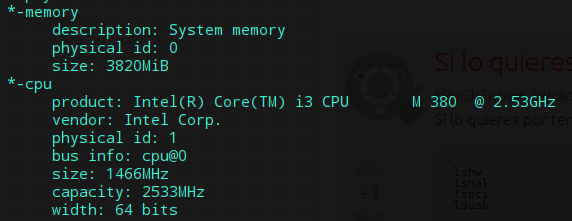 *-memory
description: System memory
physical id: 0
size: 3820MiB
*-cpu
product: Intel(R) Core(TM) i3 CPU       M 380  @ 2.53GHz
vendor: Intel Corp.
physical id: 1
bus info: cpu@0
size: 1466MHz
capacity: 2533MHz
width: 64 bits
Si lo quieres
Si lo quieres por ter
+1
lshw
lshal
lspci
lsusb